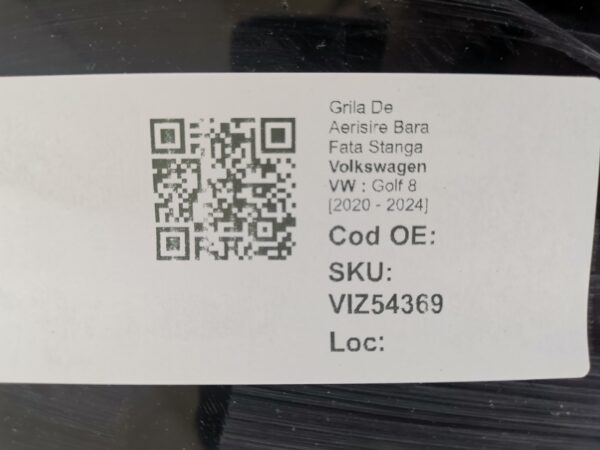 Grila De
Aerisire Bara
Fata Stanga
Volkswagen
VW : Golf 8
[2020 - 2024]
Cod OE:
SKU:
VIZ54369
Loc: